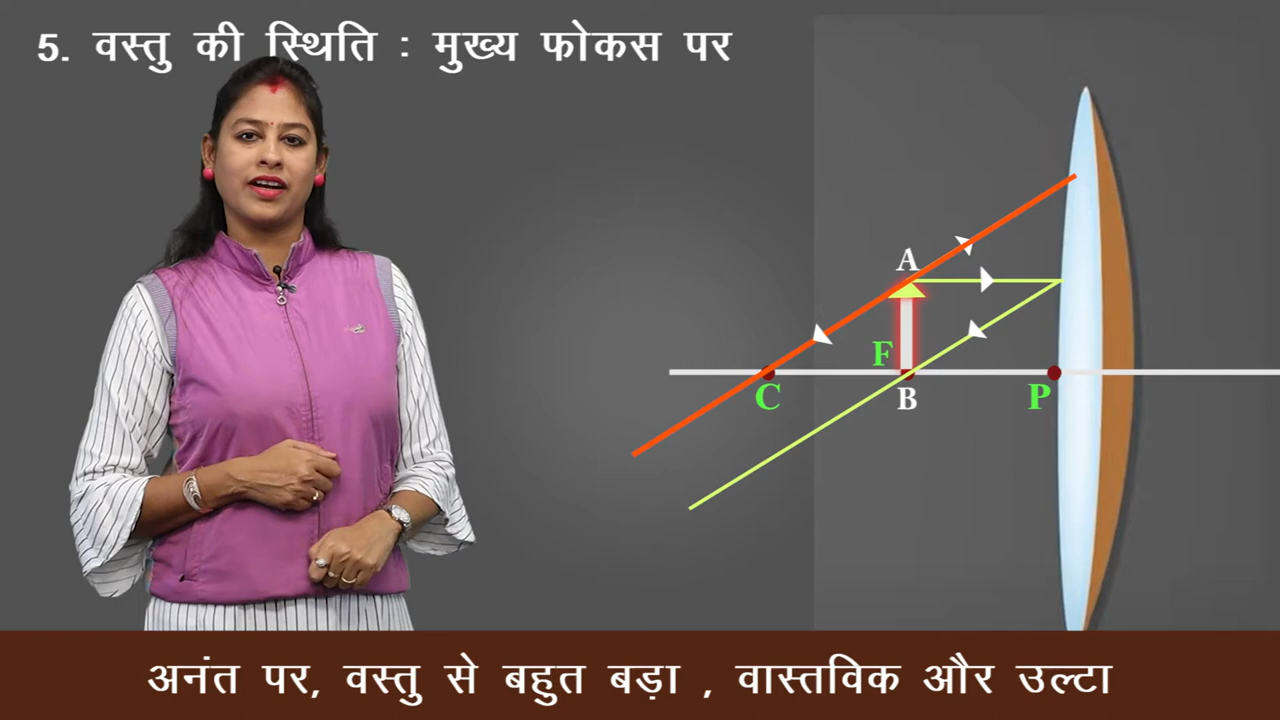 5. वस्तु की स्थिति : मुख्य फोकस पर
A
F
C
B
P
अनंत पर, वस्तु से बहुत बड़ा , वास्तविक और उल्टा